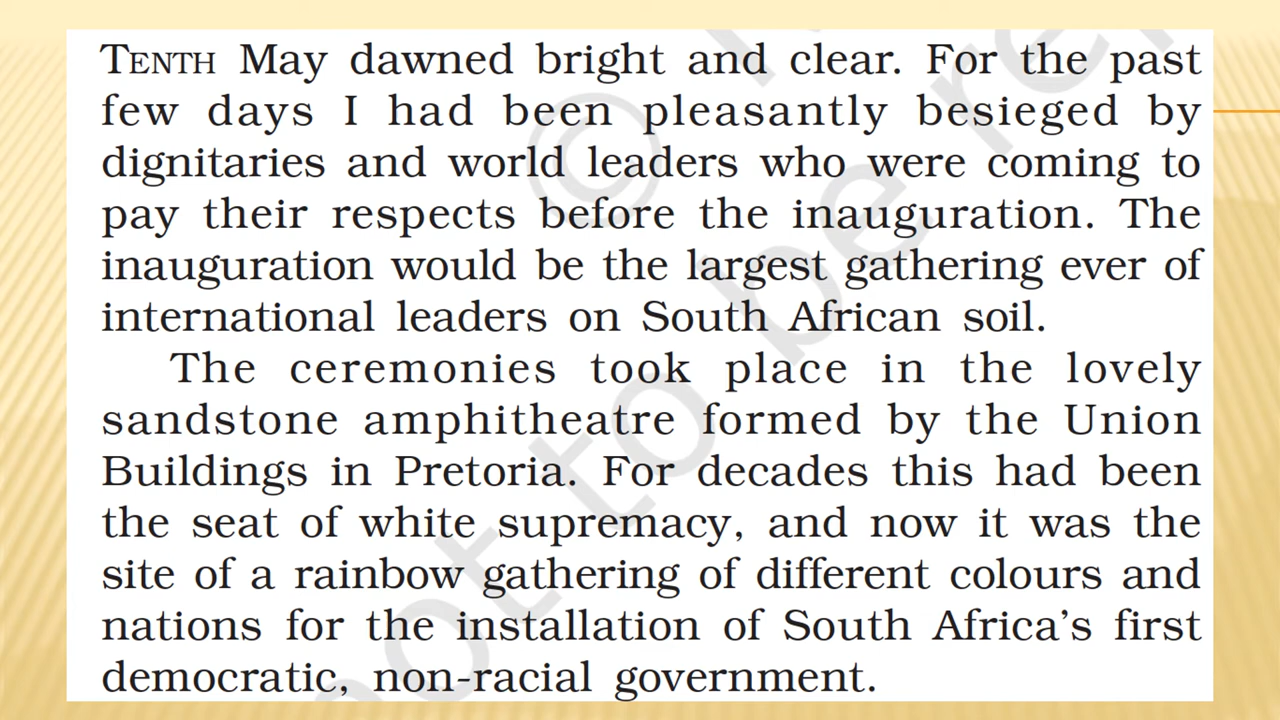 TENTH May dawned bright and clear. For the past
few days I had been pleasantly besieged by
dignitaries and world leaders who were coming to
pay their respects before the inauguration. The
inauguration would be the largest gathering ever of
international leaders on South African soil.
The ceremonies took place in the lovely
sandstone amphitheatre formed by the Union
Buildings in Pretoria. For decades this had been
the seat of white supremacy, and now it was the
site of a rainbow gathering of different colours and
nations for the installation of South Africa's first
democratic, non-racial government.
© 
not to be re